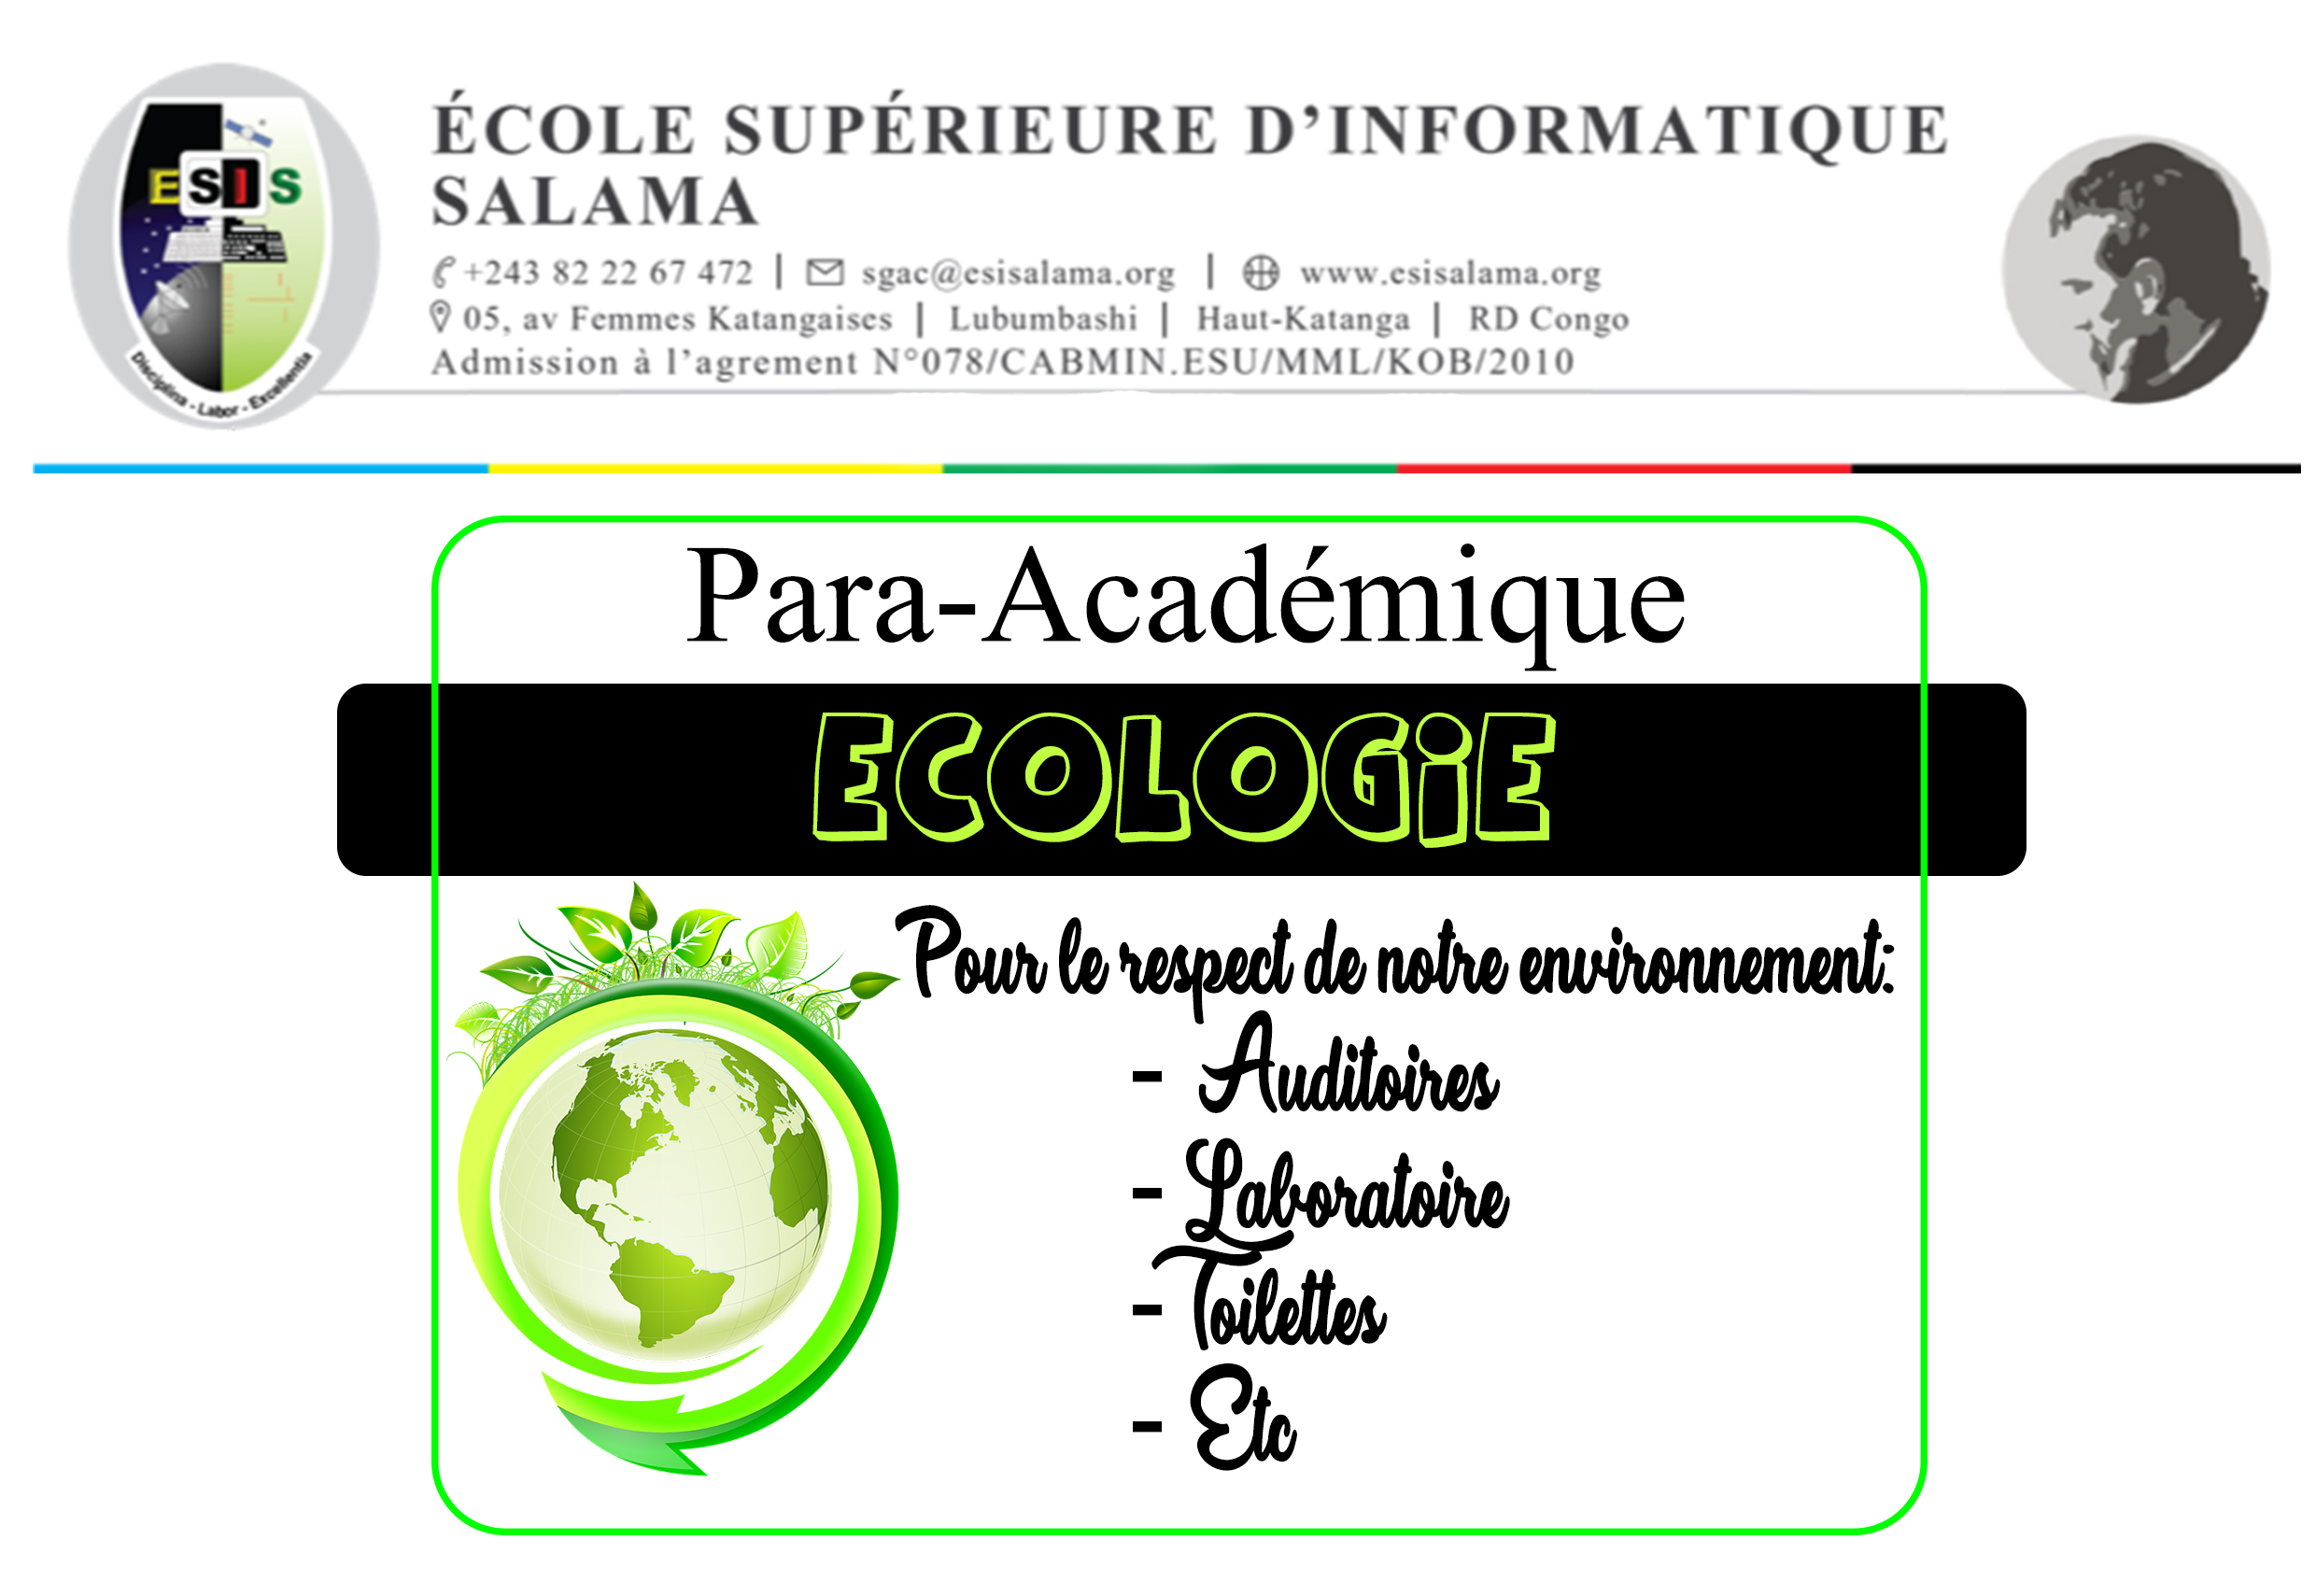 ESIS
Disciplina - Labor - Excellentia
ÉCOLE SUPÉRIEURE D’INFORMATIQUE
SALAMA
+243 82 22 67 472 | sgac@esisalama.org | www.esisalama.org
05, av Femmes Katangaises | Lubumbashi | Haut-Katanga | RD Congo
Admission à l’agrement N°078/CABMIN.ESU/MML/KOB/2010
Para-Académique
ECOLOGiE
Pour le respect de notre environnement:
- Auditoires
- Laboratoire
- Toilettes
- Etc